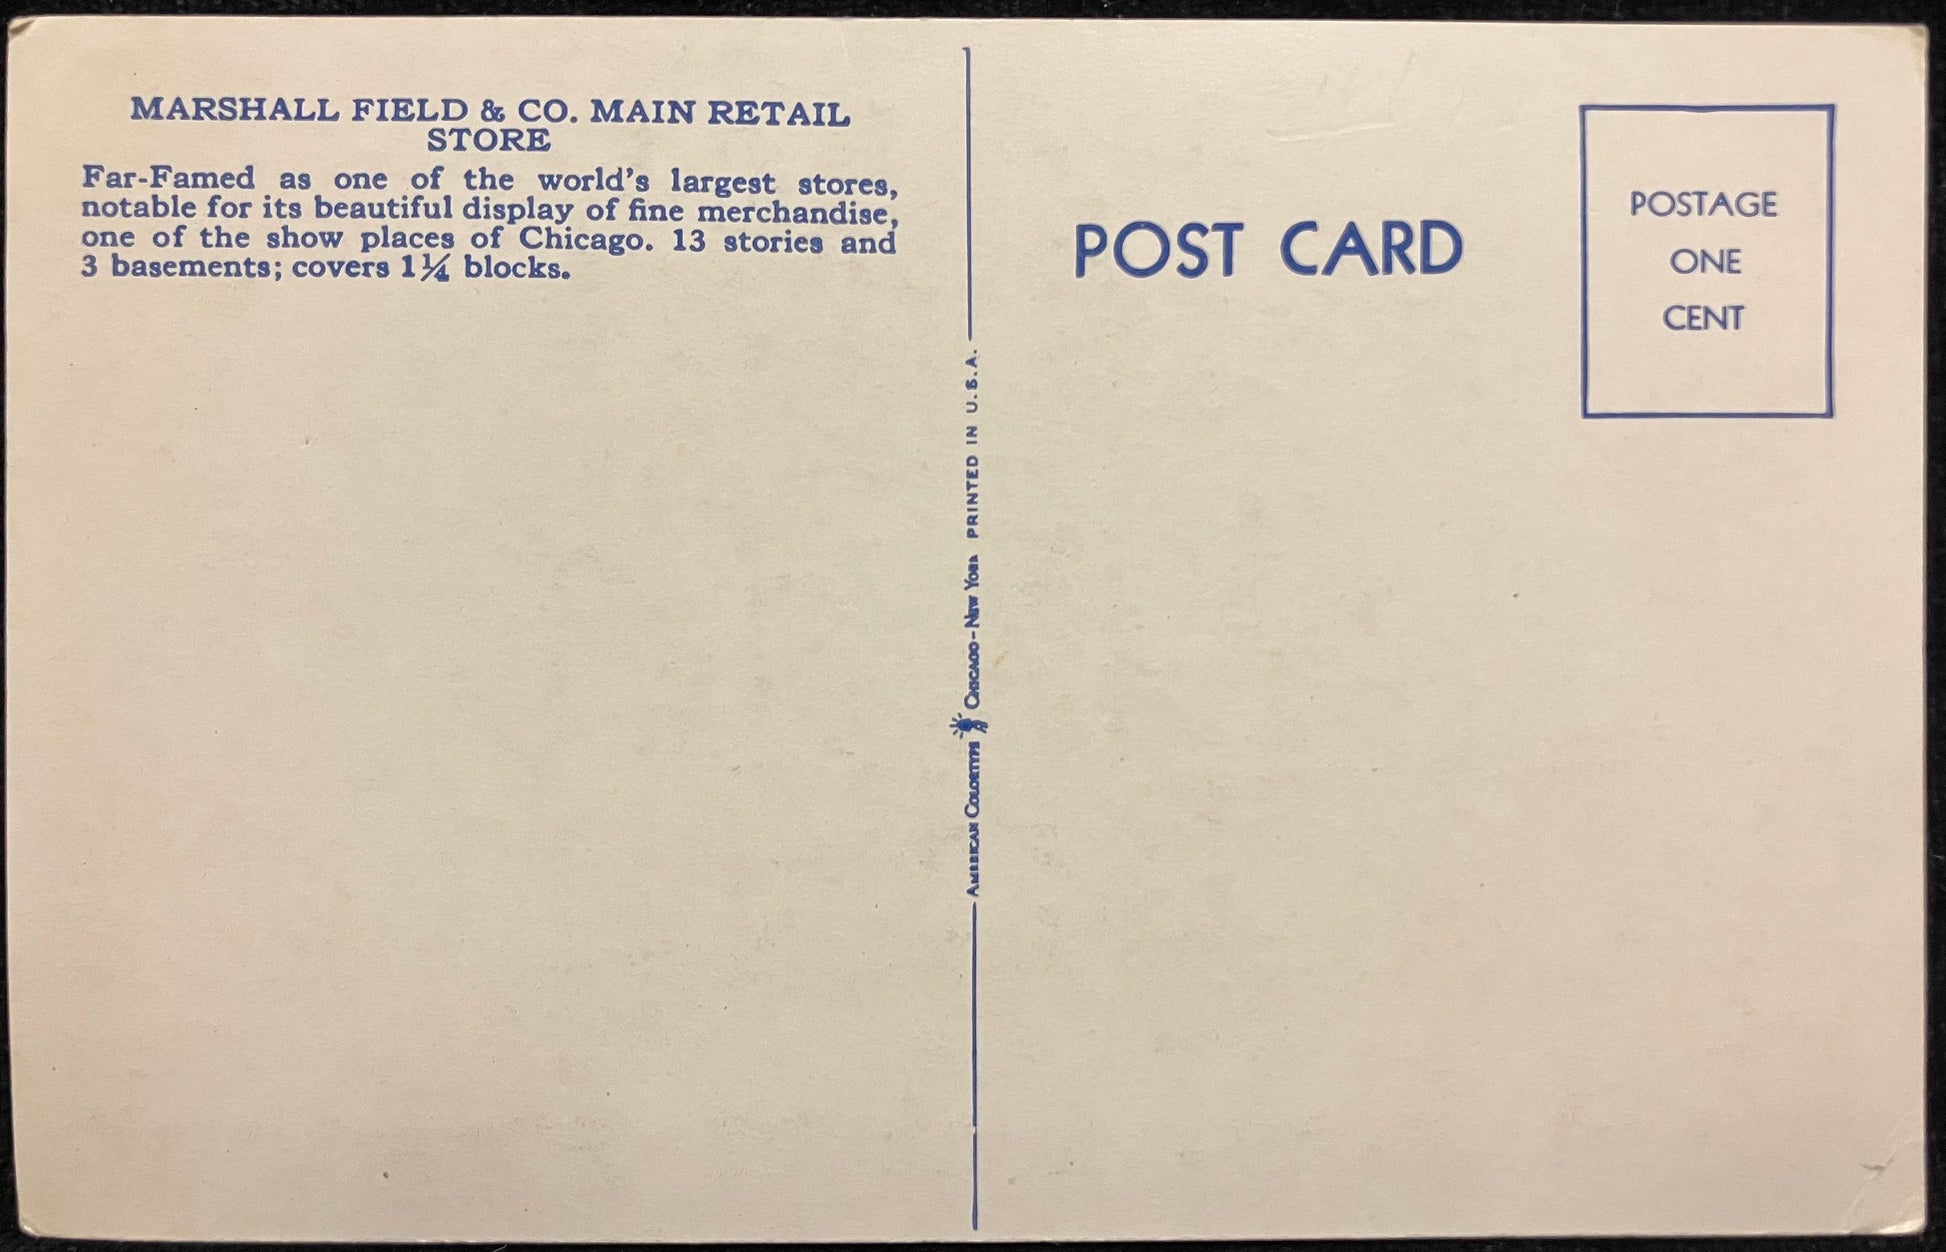 MARSHALL FIELD & CO. MAIN RETAIL
STORE
Far-Famed as one of the world's largest stores,
notable for its beautiful display of fine merchandise,
one of the show places of Chicago. 13 stories and
3 basements; covers 1¼ blocks.
AMERICAN COLORTYPE CHICAGO-NEW YORK PRINTED IN U.S.A.
POST CARD
POSTAGE
ONE
CENT